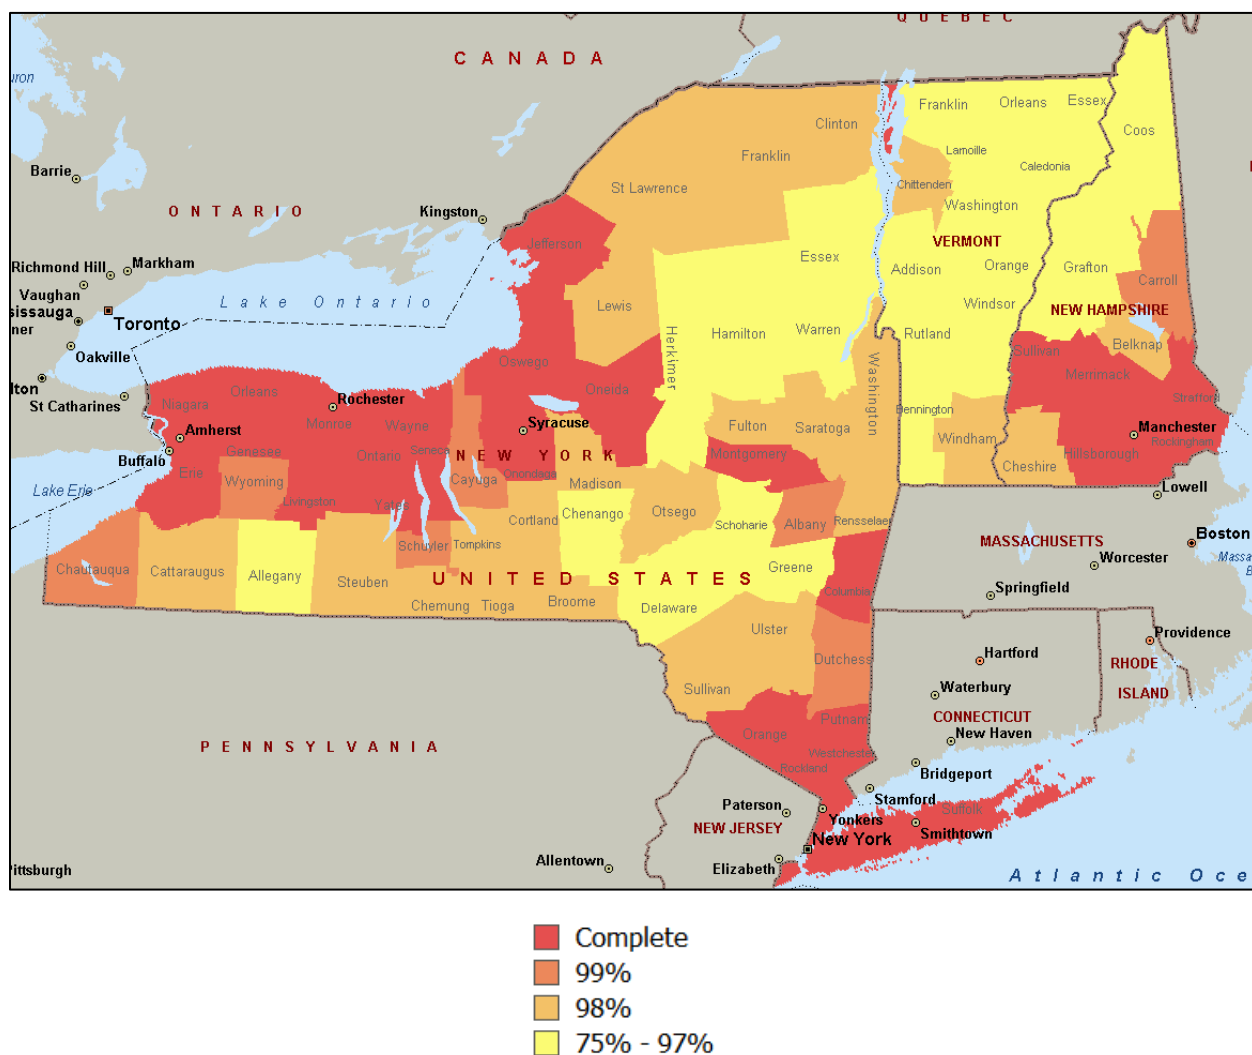 QUEBEC
CANADA
uron
Clinton
Franklin
Orleans
Essex
Coos
Barrie
Franklin
Lamoille
Caledonia
St Lawrence
Chittenden
Washington
ONTARIO
Kingston
Jefferson
VERMONT
Richmond Hill
Markham
Essex
Addison
Orange
Grafton
Carroll
Vaughan
Lake Ontario
Lewis
Windsor
NEW HAMPSHIRE
ssissauga
Toronto
ner
Hamilton
Warren
Rutland
Oakville
Oswego
Herkimer
Washington
Sullivan
Belknap
Merrimack
lton
St Catharines
Orleans
Niagara
Rochester
Oneida
Strafford
Monroe
Wayne
Syracuse
Fulton
Saratoga
Bennington
Windham
Manchester
Amherst
Rockingham
Buffalo
Genesee
Ontario
Seneca
NEW YORK
Montgomery
Cheshire
Hillsborough
Erie
Wyoming
Cayuga
Onondaga
Madison
Lake Erie
Livingston
Yates
Lowell
Cortland
Chenango
Otsego
Schoharie
Albany
Rensselaer
Schuyler
Tompkins
MASSACHUSETTS
Boston
Massa
B
Chautauqua
Cattaraugus
Allegany
Steuben
UNITED STATES
Greene
Worcester
Springfield
Columbia
Chemung
Tioga
Broome
Delaware
Ulster
Providence
Hartford
Dutchess
RHODE
ISLAND
Sullivan
Waterbury
CONNECTICUT
Putnam
Orange
New Haven
PENNSYLVANIA
Westchester
Rockland
Bridgeport
Stamford
Paterson
Yonkers
Suffolk
NEW JERSEY
Smithtown
New York
Allentown
Elizabeth
Pittsburgh
Atlantic Oce
Complete
99%
98%
75% - 97%